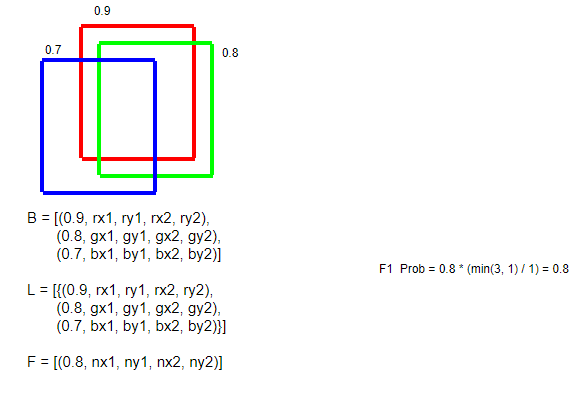 0.9
0.7
0.8
B = [(0.9, rx1, ry1, rx2, ry2),
(0.8, gx1, gy1, gx2, gy2),
(0.7, bx1, by1, bx2, by2)]
F1 Prob = 0.8 * (min(3, 1) / 1) = 0.8
L = [{(0.9, rx1, ry1, rx2, ry2),
(0.8, gx1, gy1, gx2, gy2),
(0.7, bx1, by1, bx2, by2)}]
F = [(0.8, nx1, ny1, nx2, ny2)]